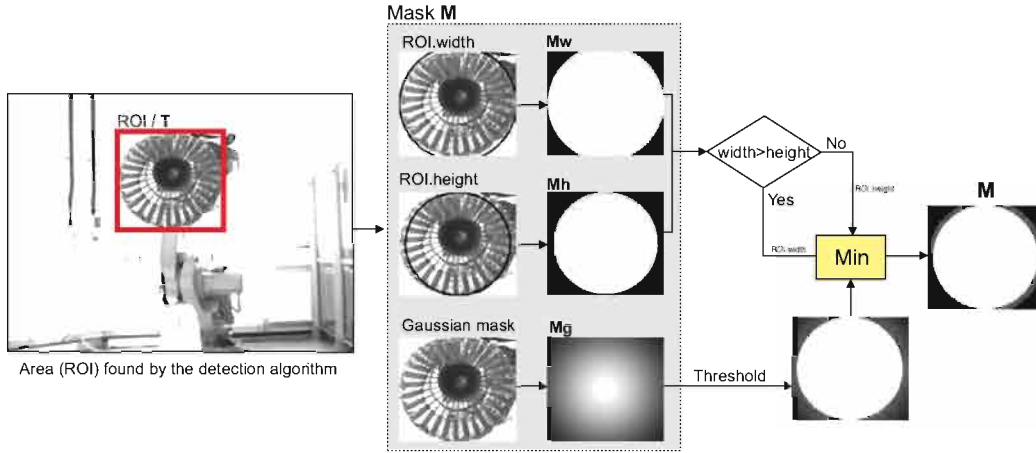 Mask M
ROI.width
Mw
ROI / T
width>height
No
ROI.height
Mh
Yes
ROI.height
M
ROI.width
Min
Gaussian mask
Mg
Threshold
Area (ROI) found by the detection algorithm